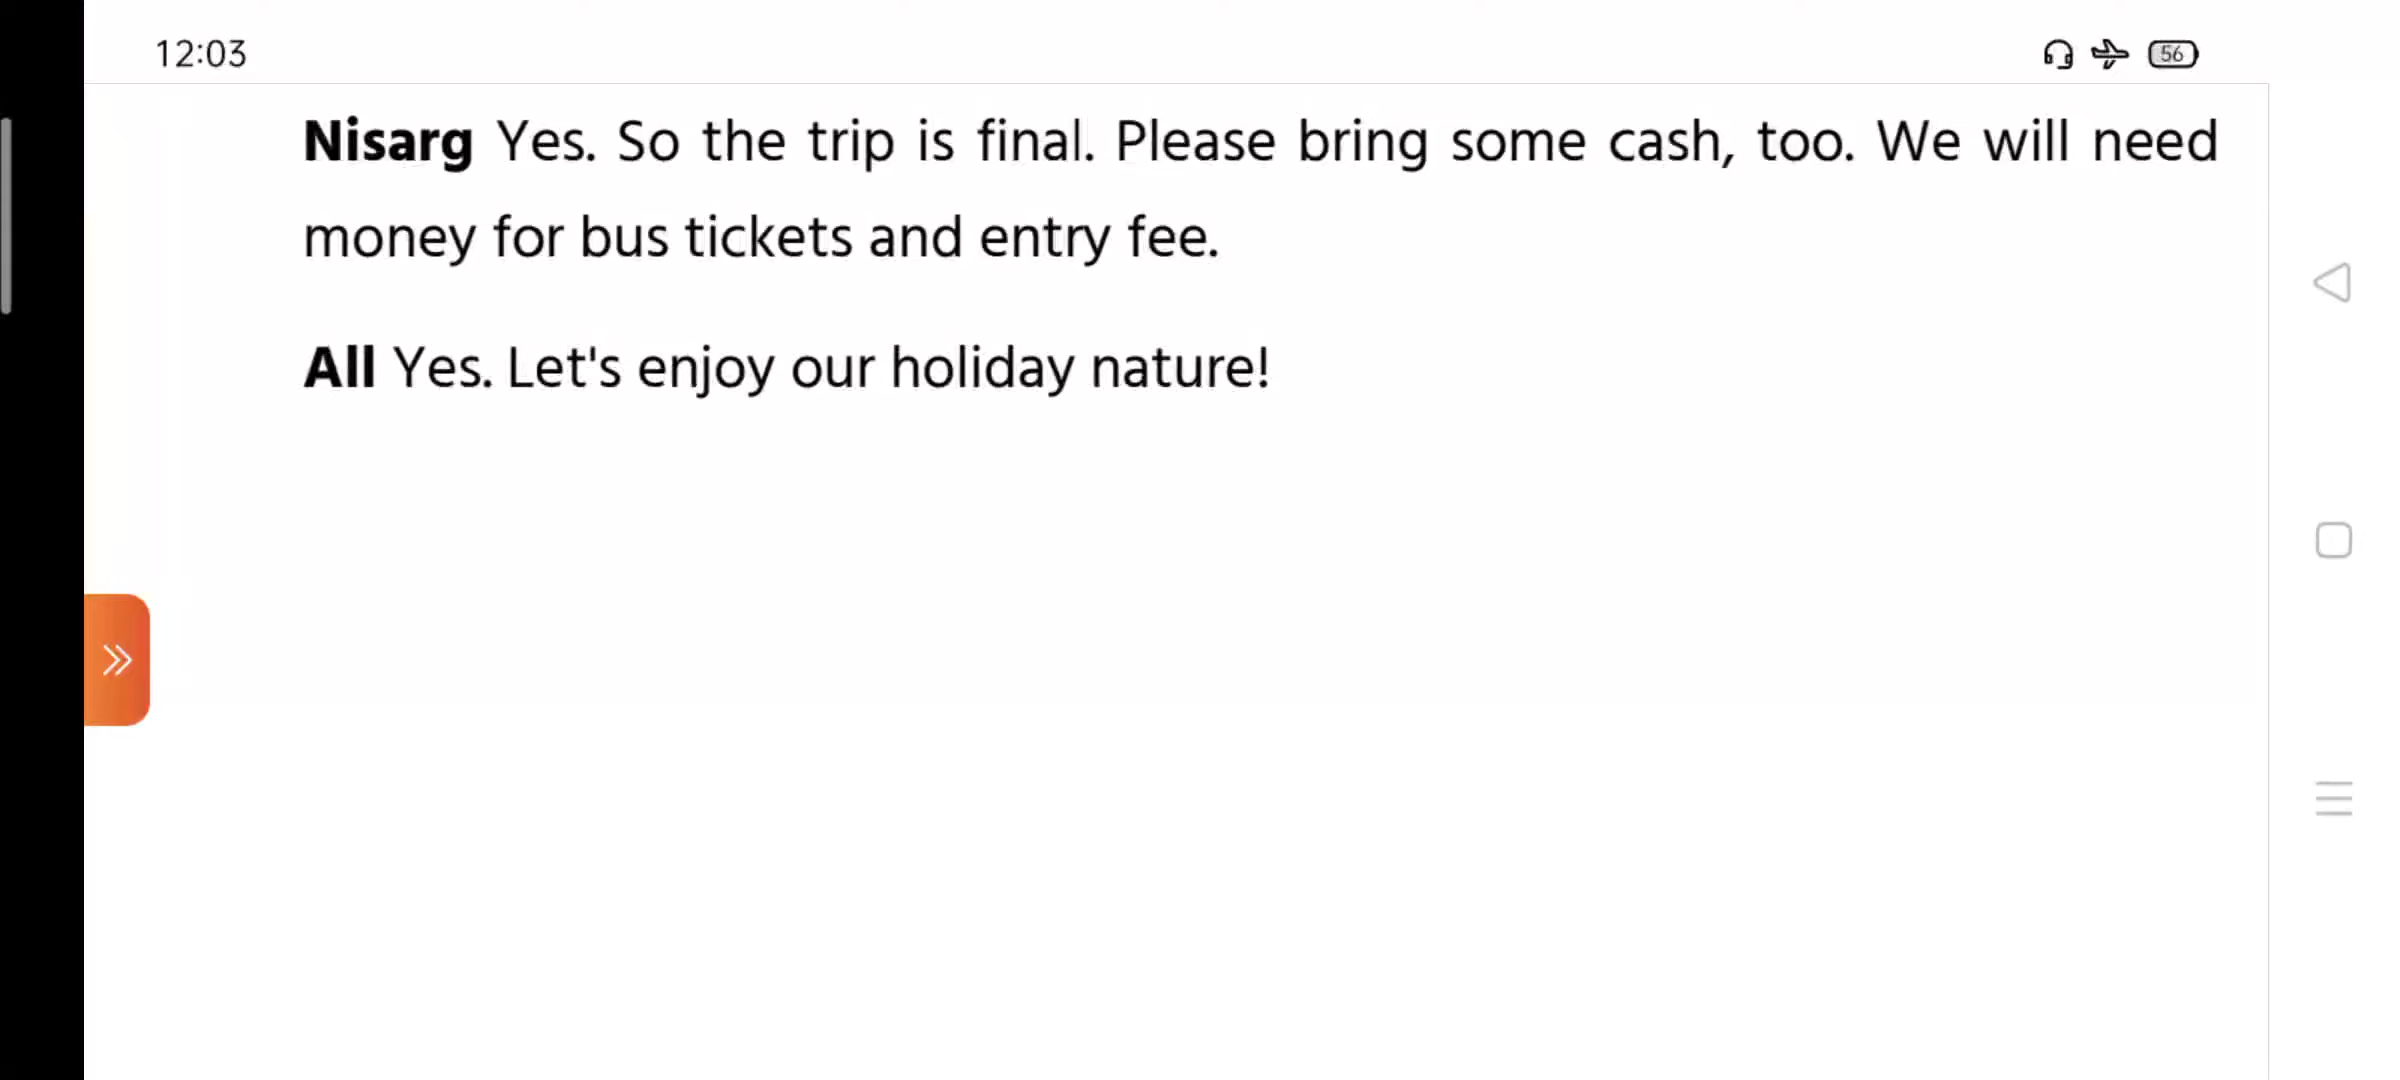 12:03
56
Nisarg Yes. So the trip is final. Please bring some cash, too. We will need
money for bus tickets and entry fee.
All Yes. Let's enjoy our holiday nature!